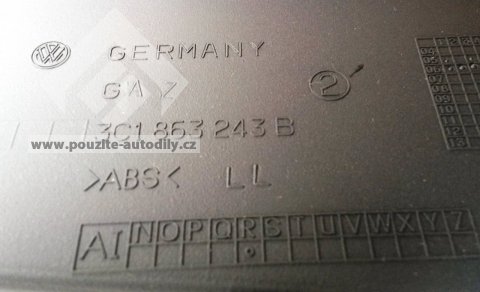 GERMANY
GAZ 2
3C1 863 243 B
www.pouzite-autodily.cz
>ABS< LL
AI N O P Q R S T U V W X Y Z